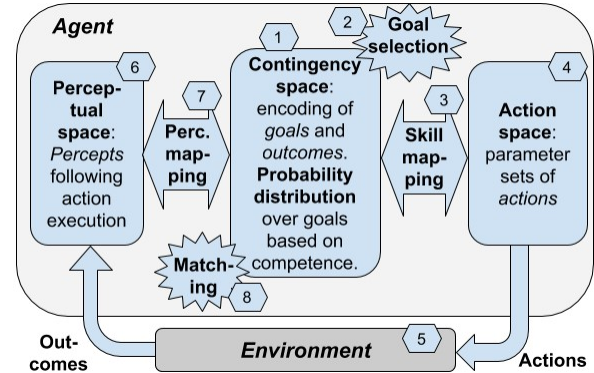 Agent
1
2
Goal
selection
6
Percep-
tual
space:
Percepts
following
action
execution
7
Perc.
map-
ping
Contingency
space:
encoding of
goals and
outcomes.
Probability
distribution
over goals
based on
competence.
3
Skill
map-
ping
4
Action
space:
parameter
sets of
actions
Match-
ing
8
Out-
comes
Environment
5
Actions